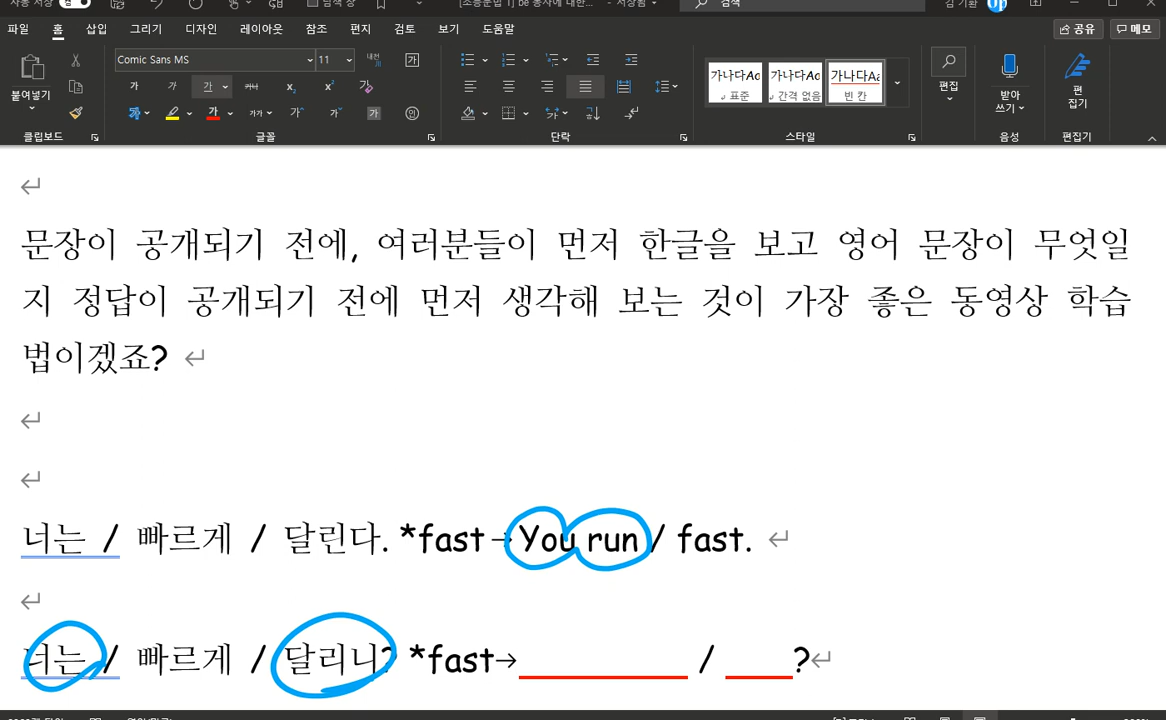 자동 저장 검색
파일 홈 삽입 그리기 디자인 레이아웃 참조 편지 검토 보기 도움말 공유 메모
붙여넣기 Comic Sans MS 11 가나다Ac 가나다Ac 가나다Aa 편집 받아쓰기 편집기
표준 간격 없음 빈 칸
클립보드 글꼴 단락 스타일 음성 편집기
문장이 공개되기 전에, 여러분들이 먼저 한글을 보고 영어 문장이 무엇일
지 정답이 공개되기 전에 먼저 생각해 보는 것이 가장 좋은 동영상 학습
법이겠죠?
너는 / 빠르게 / 달린다. *fast→You run / fast.
너는 / 빠르게 / 달리니? *fast→ / ?